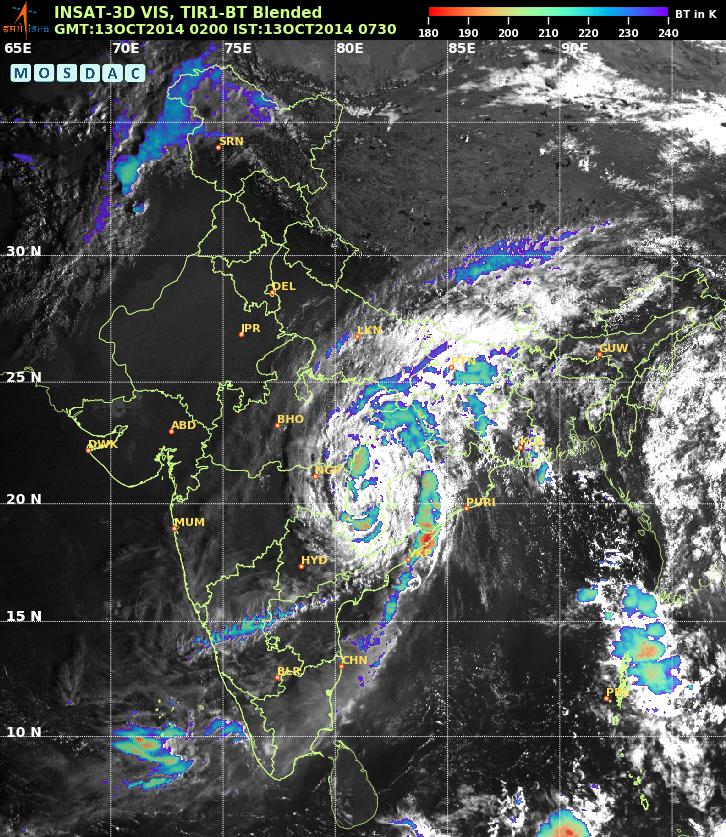 INSAT-3D VIS, TIR1-BT Blended
GMT:13OCT2014 0200 IST:13OCT2014 0730
BT in K
180 190 200 210 220 230 240
65E 70E 75E 80E 85E 90E
MOSDAC
SRN
30 N
DEL
JPR
LKN
GUW
PTN
25 N
ABD
BHO
DWK
KOL
NGP
20 N
PURI
MUM
HYD
15 N
CHN
BLR
10 N